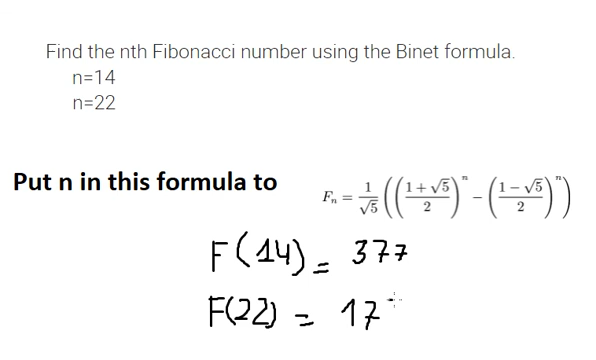 Find the nth Fibonacci number using the Binet formula.
n=14
n=22
Put n in this formula to
Fₙ = 1/√5 (((1+√5)/2)ⁿ − ((1−√5)/2)ⁿ)
F(14) = 377
F(22) = 17